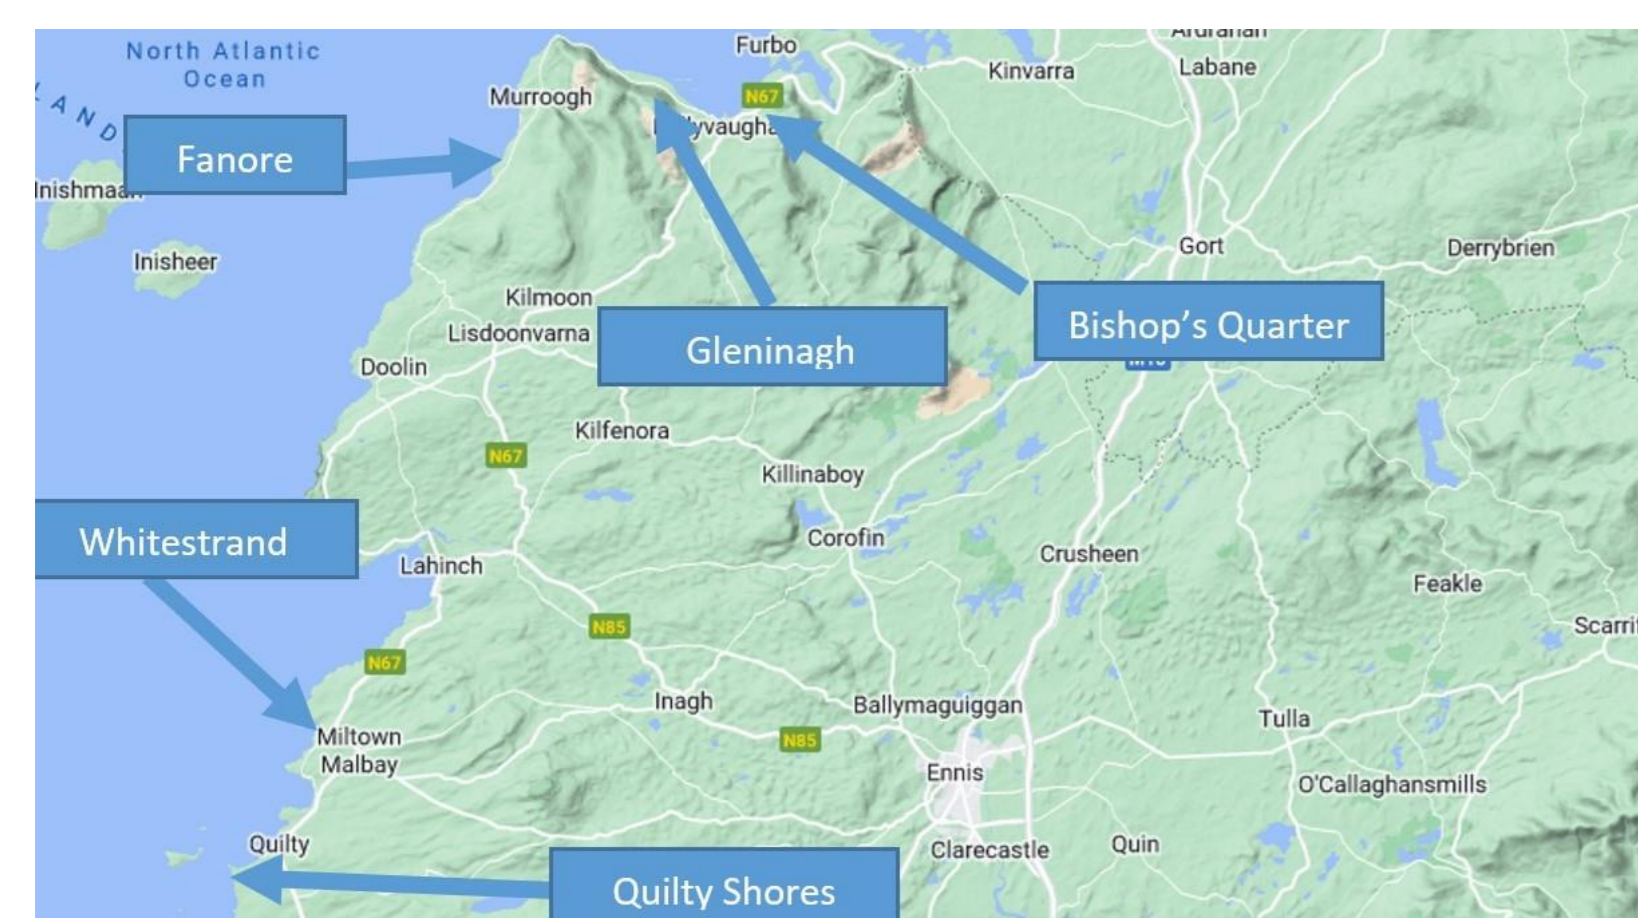 North Atlantic
Ocean
Furbo
Labane
Kinvarra
Murroogh
N67
Fanore
Inisheer
Gort
Derrybrien
Kilmoon
Bishop's Quarter
Lisdoonvarna
Gleninagh
Doolin
Kilfenora
N67
Killinaboy
Whitestrand
Corofin
Lahinch
Crusheen
Feakle
N85
N67
Inagh
Ballymaguiggan
Tulla
Miltown
Malbay
N85
Ennis
O'Callaghansmills
Quilty
Clarecastle
Quin
Quilty Shores